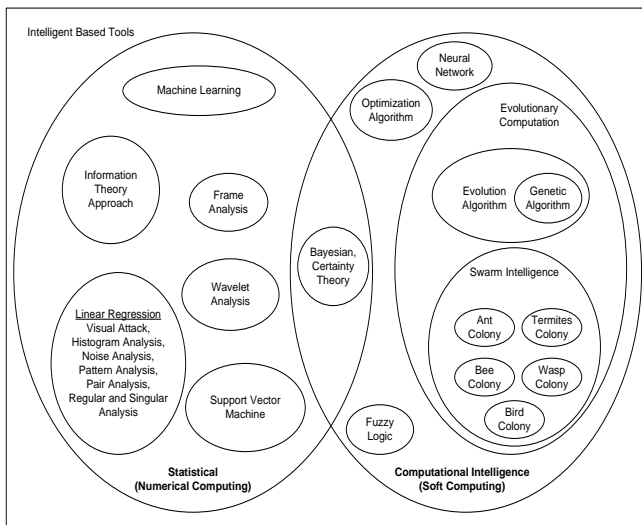 Intelligent Based Tools
Machine Learning
Information
Theory
Approach
Frame
Analysis
Wavelet
Analysis
Linear Regression
Visual Attack,
Histogram Analysis,
Noise Analysis,
Pattern Analysis,
Pair Analysis,
Regular and Singular
Analysis
Support Vector
Machine
Statistical
(Numerical Computing)
Bayesian,
Certainty
Theory
Neural
Network
Optimization
Algorithm
Evolutionary
Computation
Evolution
Algorithm
Genetic
Algorithm
Swarm Intelligence
Ant
Colony
Termites
Colony
Bee
Colony
Wasp
Colony
Bird
Colony
Fuzzy
Logic
Computational Intelligence
(Soft Computing)